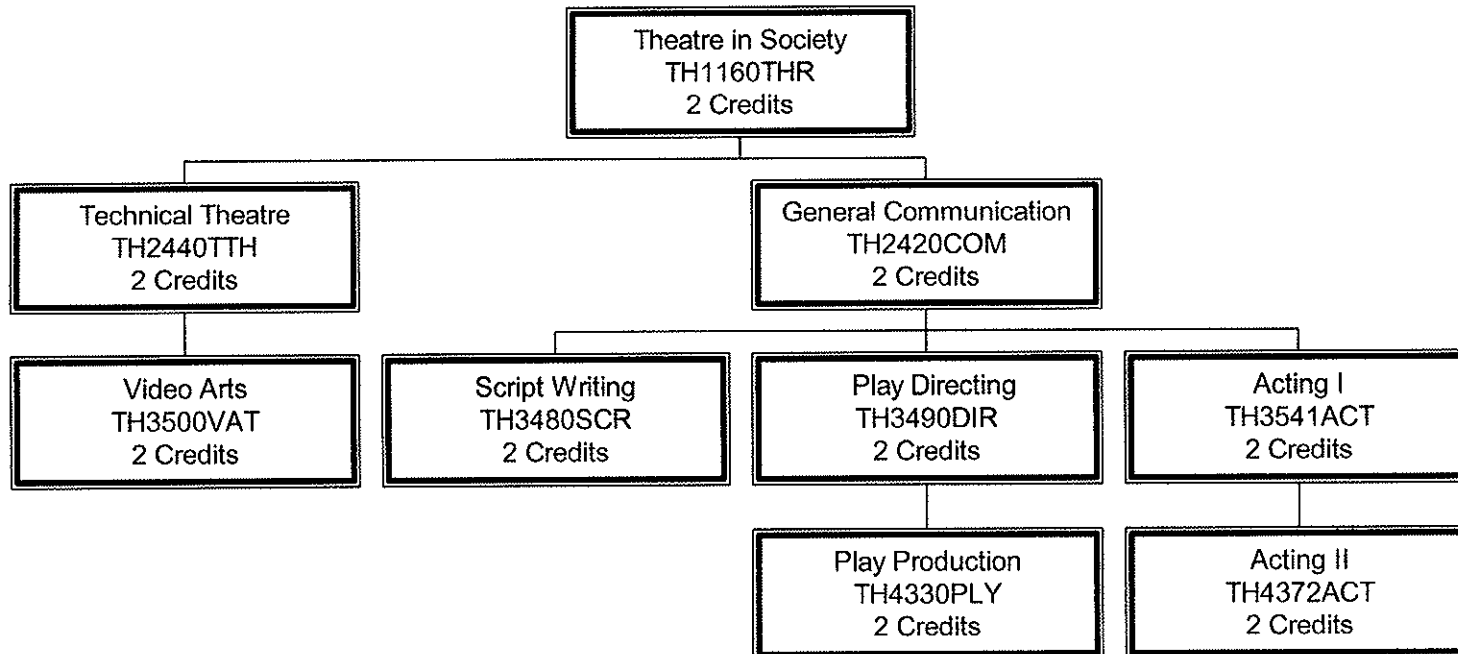 Theatre in Society
TH1160THR
2 Credits
Technical Theatre
TH2440TTH
2 Credits
General Communication
TH2420COM
2 Credits
Video Arts
TH3500VAT
2 Credits
Script Writing
TH3480SCR
2 Credits
Play Directing
TH3490DIR
2 Credits
Acting I
TH3541ACT
2 Credits
Play Production
TH4330PLY
2 Credits
Acting II
TH4372ACT
2 Credits